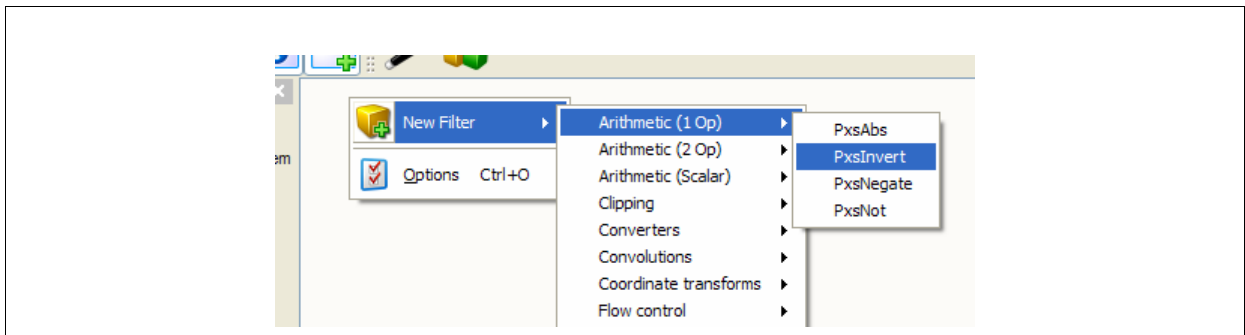 em
New Filter
Options Ctrl+O
Arithmetic (1 Op)
Arithmetic (2 Op)
Arithmetic (Scalar)
Clipping
Converters
Convolutions
Coordinate transforms
Flow control
PxsAbs
PxsInvert
PxsNegate
PxsNot